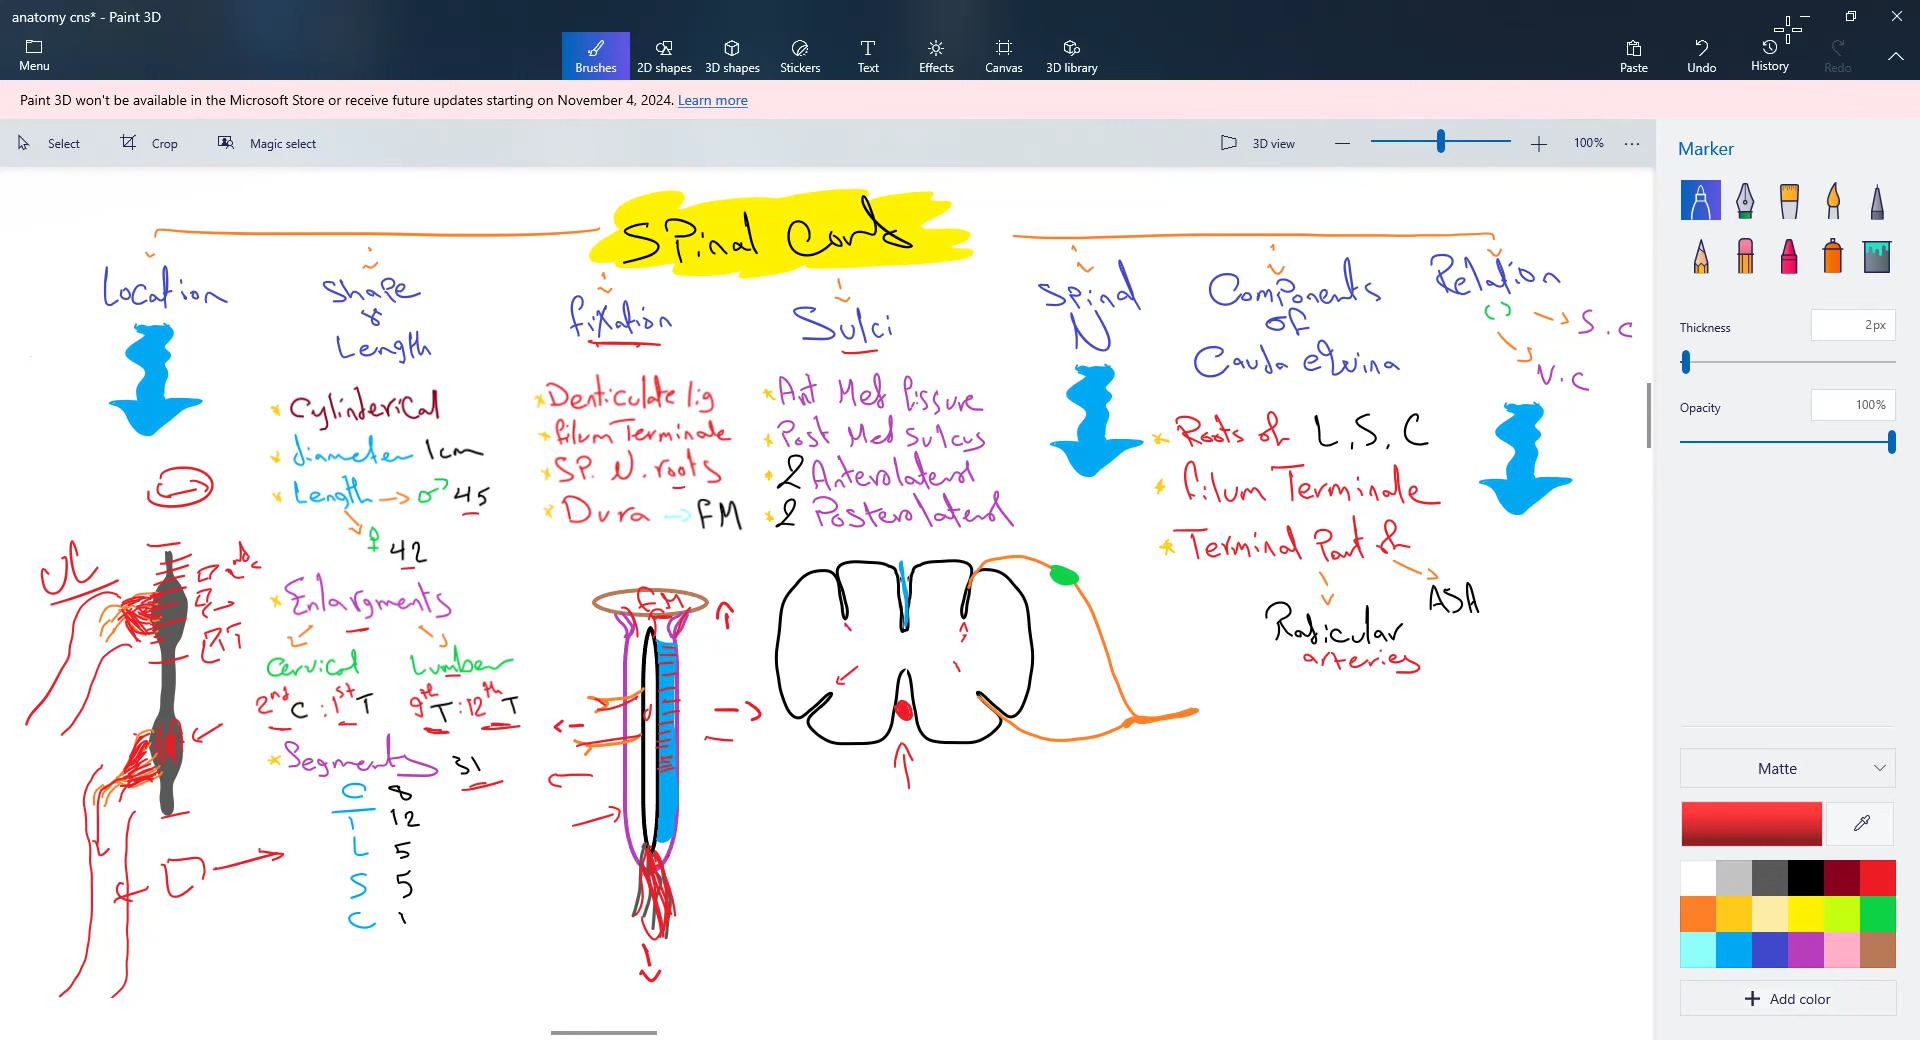 anatomy cns* - Paint 3D
Menu
Brushes
2D shapes
3D shapes
Stickers
Text
Effects
Canvas
3D library
Paste
Undo
History
Redo
Paint 3D won't be available in the Microsoft Store or receive future updates starting on November 4, 2024. Learn more
Select
Crop
Magic select
3D view
100%
Marker
Thickness
2px
Opacity
100%
Matte
Add color
Spinal Cord
Location
Shape
&
Length
Cylinterical
diameter 1cm
Length → ♂ 45
♀ 42
Enlargments
Cervical
Lumber
2nd C : 1st T
9th T : 12th T
Segments 31
C 8
T 12
L 5
S 5
C 1
fixation
Denticulate lig
filum Terminale
SP. N. roots
Dura → FM
FM
Sulci
Ant Med fissure
Post Med Sulcus
2 Anterolateral
2 Posterolateral
Spinal
N
Components
of
Cauda equina
Roots of L, S, C
filum Terminale
Terminal Part of
ASA
Radicular
arteries
Relation
() → S.C
V.C